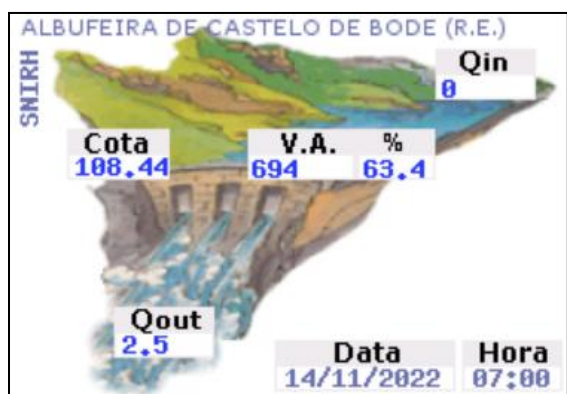 ALBUFEIRA DE CASTELO DE BODE (R.E.)
SNIRH
Qin
0
Cota
108.44
V.A. %
694 63.4
Qout
2.5
Data Hora
14/11/2022 07:00